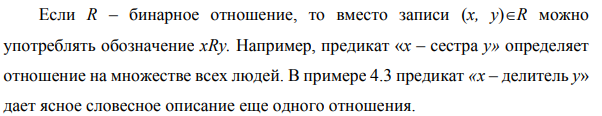 Если R – бинарное отношение, то вместо записи (x, y)∈R можно
употреблять обозначение xRy. Например, предикат «x – сестра y» определяет
отношение на множестве всех людей. В примере 4.3 предикат «x – делитель y»
дает ясное словесное описание еще одного отношения.